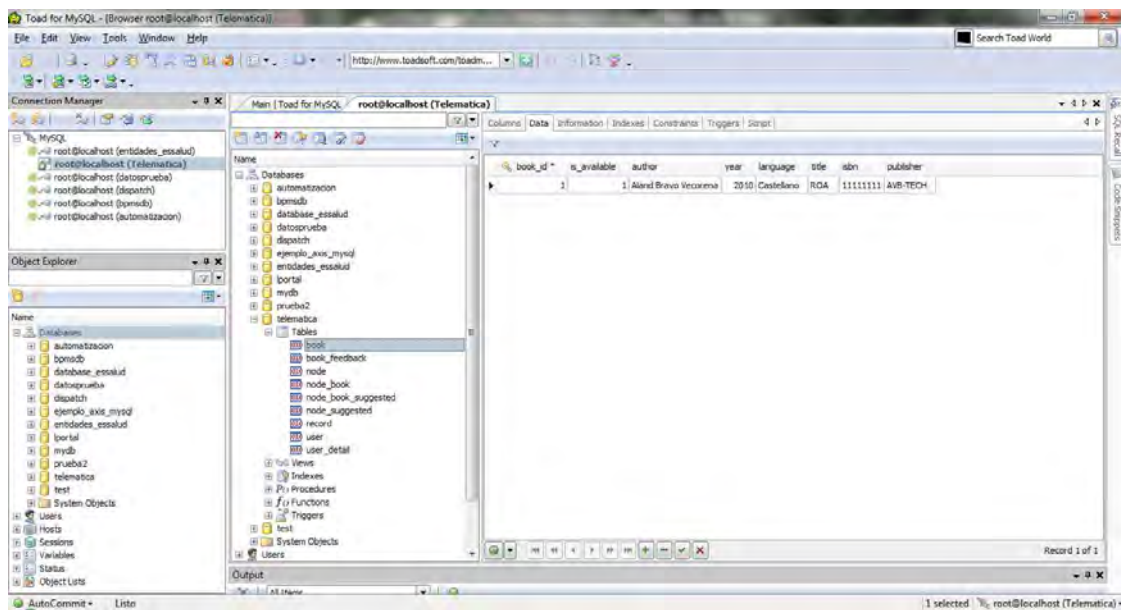 Toad for MySQL - [Browser root@localhost (Telematica)]
File Edit View Tools Window Help
Search Toad World
http://www.toadsoft.com/toadm...
Connection Manager
MySQL
root@localhost (entidades_essalud)
root@localhost (Telematica)
root@localhost (datosprueba)
root@localhost (dispatch)
root@localhost (bpmsdb)
root@localhost (automatizacion)
Object Explorer
Name
Databases
automatizacion
bpmsdb
database_essalud
datosprueba
dispatch
ejemplo_axis_mysql
entidades_essalud
lportal
mydb
prueba2
telematica
test
System Objects
Users
Hosts
Sessions
Variables
Status
Object Lists
Main | Toad for MySQL
root@localhost (Telematica)
Name
Databases
automatizacion
bpmsdb
database_essalud
datosprueba
dispatch
ejemplo_axis_mysql
entidades_essalud
lportal
mydb
prueba2
telematica
Tables
book
book_feedback
node
node_book
node_book_suggested
node_suggested
record
user
user_detail
Views
Indexes
Procedures
Functions
Triggers
test
System Objects
Users
Columns Data Information Indexes Constraints Triggers Script
book_id * is_available author year language title isbn publisher
1 1 Aland Bravo Vecorena 2010 Castellano ROA 11111111 AVB-TECH
Record 1 of 1
SQL Recall
Code Snippets
Output
All Items
AutoCommit Listo
1 selected root@localhost (Telematica)